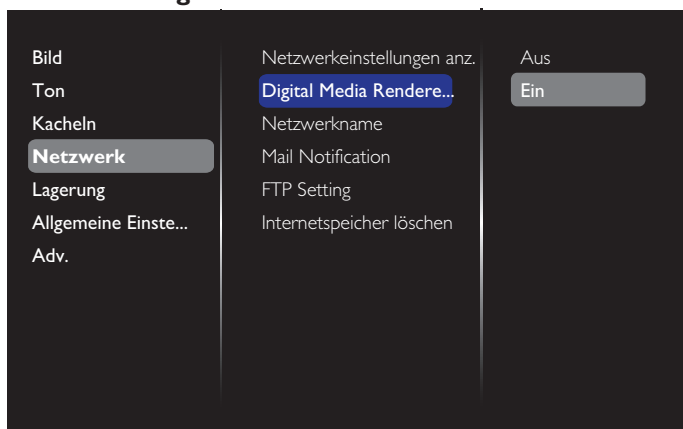 Bild
Ton
Kacheln
Netzwerk
Lagerung
Allgemeine Einste...
Adv.
Netzwerkeinstellungen anz.
Digital Media Rendere...
Netzwerkname
Mail Notification
FTP Setting
Internetspeicher löschen
Aus
Ein